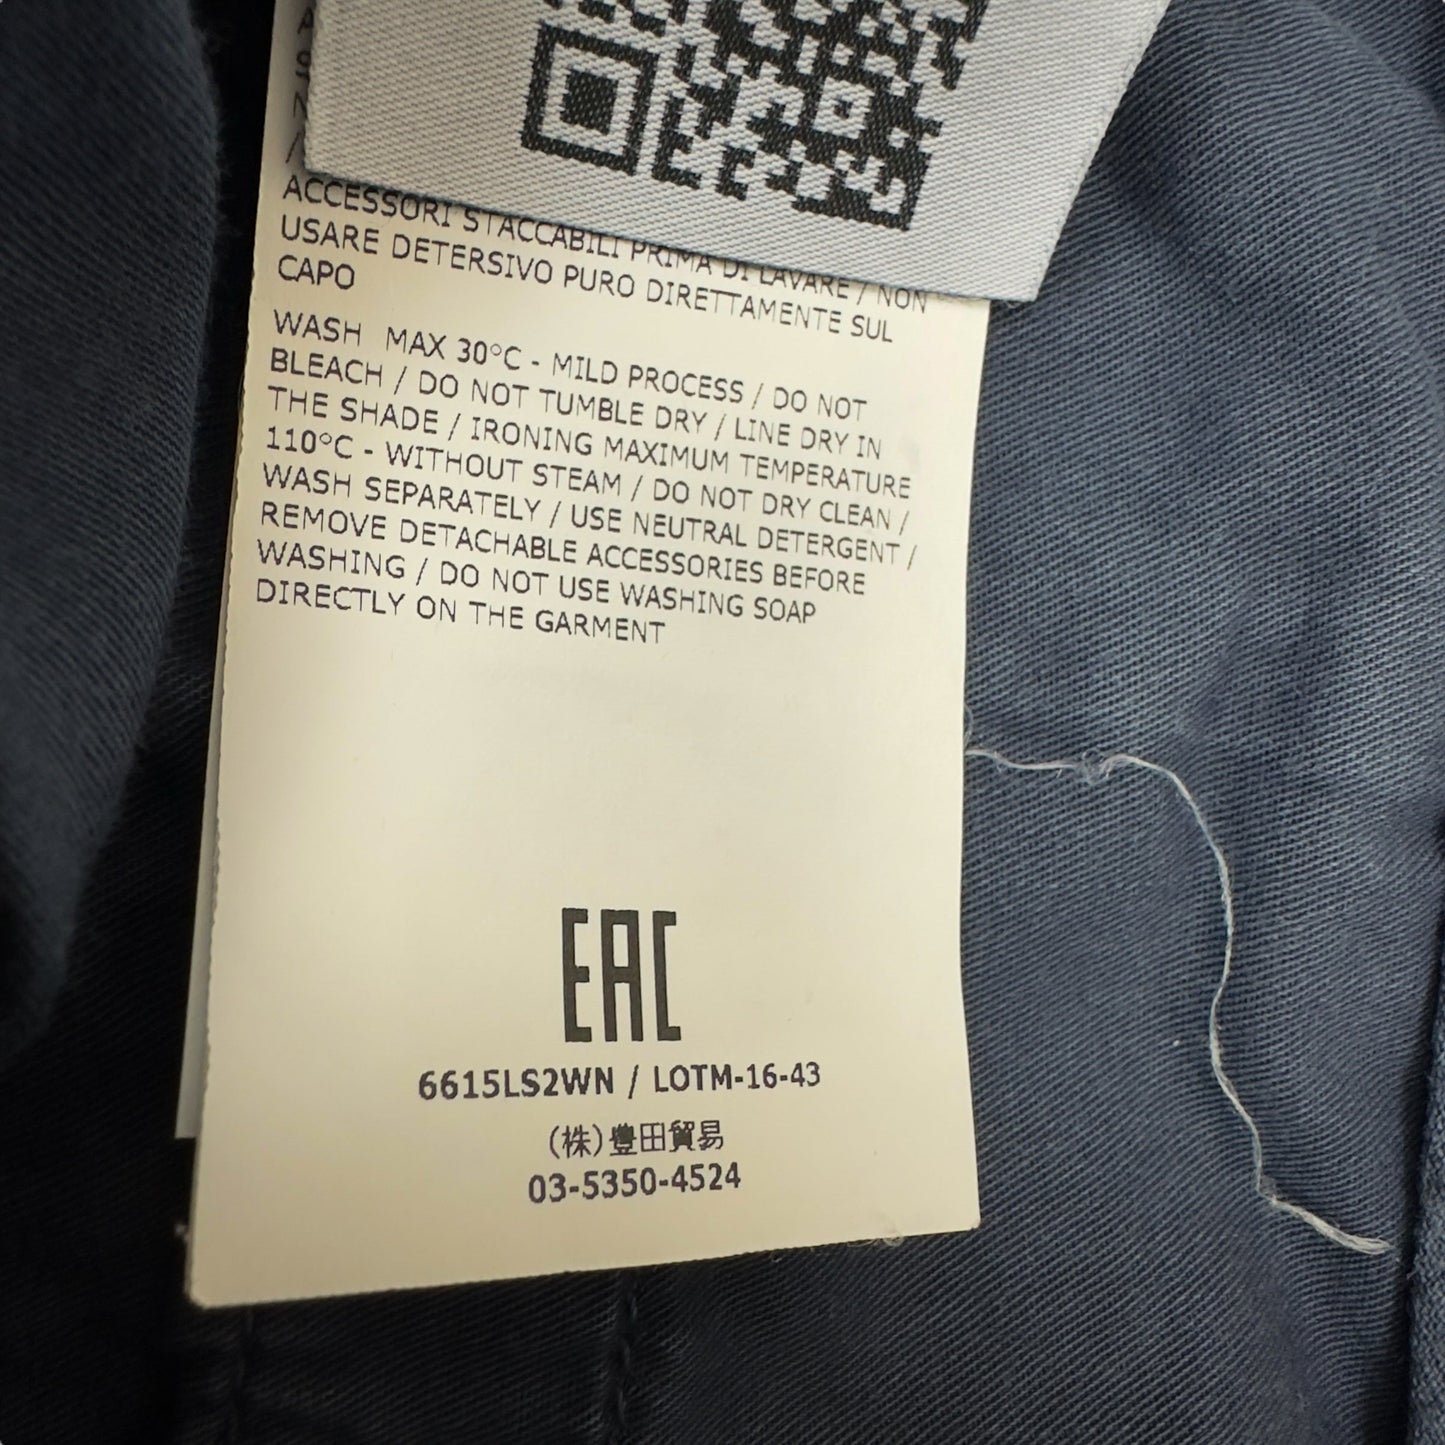 ACCESSORI STACCABILI PRIMA DI LAVARE / NON
USARE DETERSIVO PURO DIRETTAMENTE SUL
CAPO
WASH MAX 30°C - MILD PROCESS / DO NOT
BLEACH / DO NOT TUMBLE DRY / LINE DRY IN
THE SHADE / IRONING MAXIMUM TEMPERATURE
110°C - WITHOUT STEAM / DO NOT DRY CLEAN /
WASH SEPARATELY / USE NEUTRAL DETERGENT /
REMOVE DETACHABLE ACCESSORIES BEFORE
WASHING / DO NOT USE WASHING SOAP
DIRECTLY ON THE GARMENT
EAC
6615LS2WN / LOTM-16-43
(株)豊田貿易
03-5350-4524